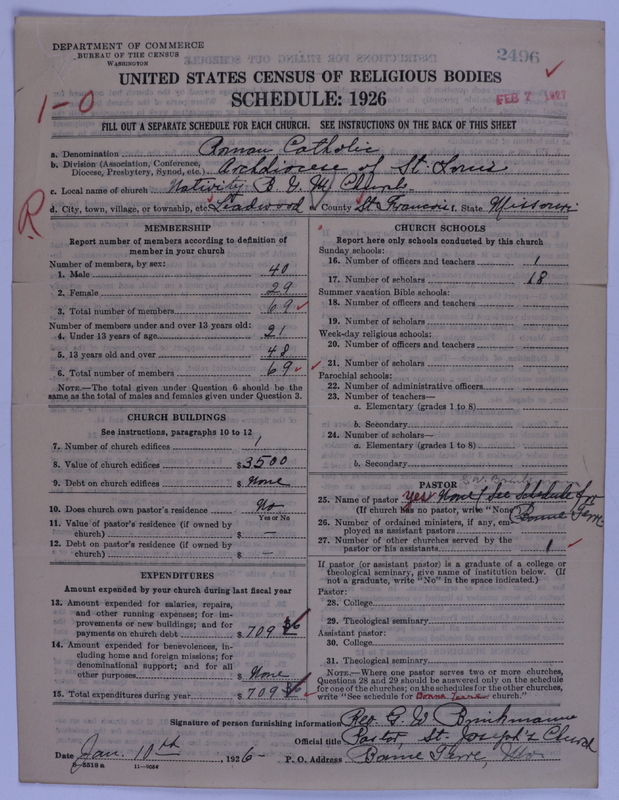 DEPARTMENT OF COMMERCE
BUREAU OF THE CENSUS
WASHINGTON
2496
UNITED STATES CENSUS OF RELIGIOUS BODIES
SCHEDULE: 1926
FEB 7 1927
1-0
FILL OUT A SEPARATE SCHEDULE FOR EACH CHURCH. SEE INSTRUCTIONS ON THE BACK OF THIS SHEET
a. Denomination Roman Catholic
b. Division (Association, Conference, Diocese, Presbytery, Synod, etc.) Archdiocese of St. Louis
c. Local name of church Nativity B. V. M. Church
d. City, town, village, or township, etc. Leadwood e. County St. Francois f. State Missouri
R
MEMBERSHIP
Report number of members according to definition of
member in your church
Number of members, by sex:
1. Male 40
2. Female 29
3. Total number of members 69
Number of members under and over 13 years old:
4. Under 13 years of age 21
5. 13 years old and over 48
6. Total number of members 69
NOTE.—The total given under Question 6 should be
the same as the total of males and females given under Question 3.
CHURCH BUILDINGS
See instructions, paragraphs 10 to 12
7. Number of church edifices 1
8. Value of church edifices $3500
9. Debt on church edifices $ None
10. Does church own pastor's residence No
Yes or No
11. Value of pastor's residence (if owned by
church) $ —
12. Debt on pastor's residence (if owned by
church) $ —
EXPENDITURES
Amount expended by your church during last fiscal year
13. Amount expended for salaries, repairs,
and other running expenses; for im-
provements or new buildings; and for
payments on church debt $ 709
14. Amount expended for benevolences, in-
cluding home and foreign missions; for
denominational support; and for all
other purposes $ None
15. Total expenditures during year $ 709
CHURCH SCHOOLS
Report here only schools conducted by this church
Sunday schools:
16. Number of officers and teachers 1
17. Number of scholars 18
Summer vacation Bible schools:
18. Number of officers and teachers
19. Number of scholars
Week-day religious schools:
20. Number of officers and teachers
21. Number of scholars
Parochial schools:
22. Number of administrative officers
23. Number of teachers—
a. Elementary (grades 1 to 8)
b. Secondary
24. Number of scholars—
a. Elementary (grades 1 to 8)
b. Secondary
PASTOR
25. Name of pastor Yes None / See Schedule for
(If church has no pastor, write "None") Bonne Terre
26. Number of ordained ministers, if any, em-
ployed as assistant pastors
27. Number of other churches served by the
pastor or his assistants 1
If pastor (or assistant pastor) is a graduate of a college or
theological seminary, give name of institution below. (If
not a graduate, write "No" in the space indicated.)
Pastor:
28. College
29. Theological seminary
Assistant pastor:
30. College
31. Theological seminary
NOTE.—Where one pastor serves two or more churches,
Questions 28 and 29 should be answered only on the schedule
for one of the churches; on the schedules for the other churches,
write "See schedule for Bonne Terre church."
Signature of person furnishing information Rev. G. W. Brinkmann
Official title Pastor, St. Joseph's Church
Date Jan. 10th, 1926- P. O. Address Bonne Terre, Mo.
8-5519a 11-9054